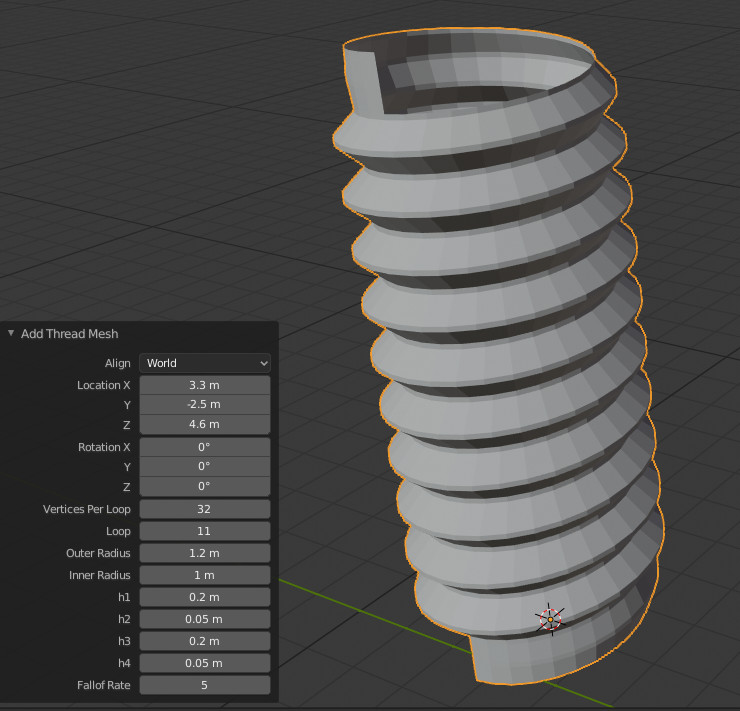 Add Thread Mesh
Align World
Location X 3.3 m
Y -2.5 m
Z 4.6 m
Rotation X 0°
Y 0°
Z 0°
Vertices Per Loop 32
Loop 11
Outer Radius 1.2 m
Inner Radius 1 m
h1 0.2 m
h2 0.05 m
h3 0.2 m
h4 0.05 m
Fallof Rate 5